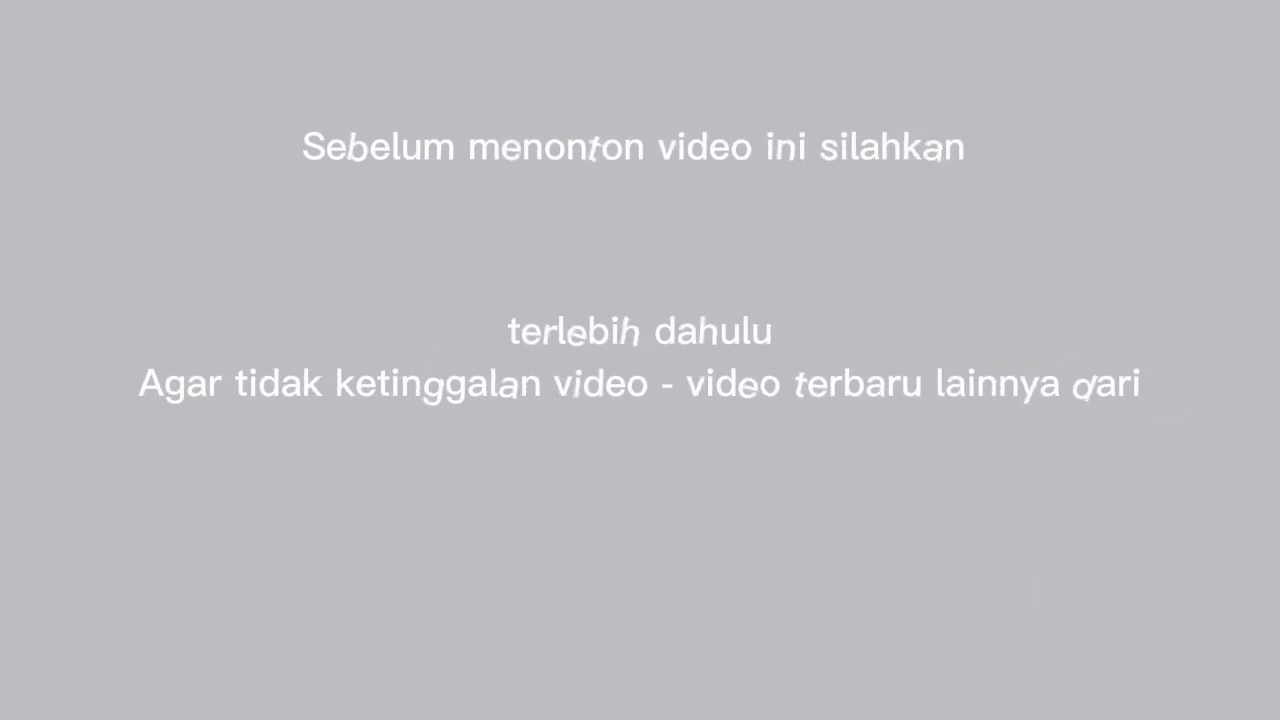 Sebelum menonton video ini silahkan
terlebih dahulu
Agar tidak ketinggalan video - video terbaru lainnya dari